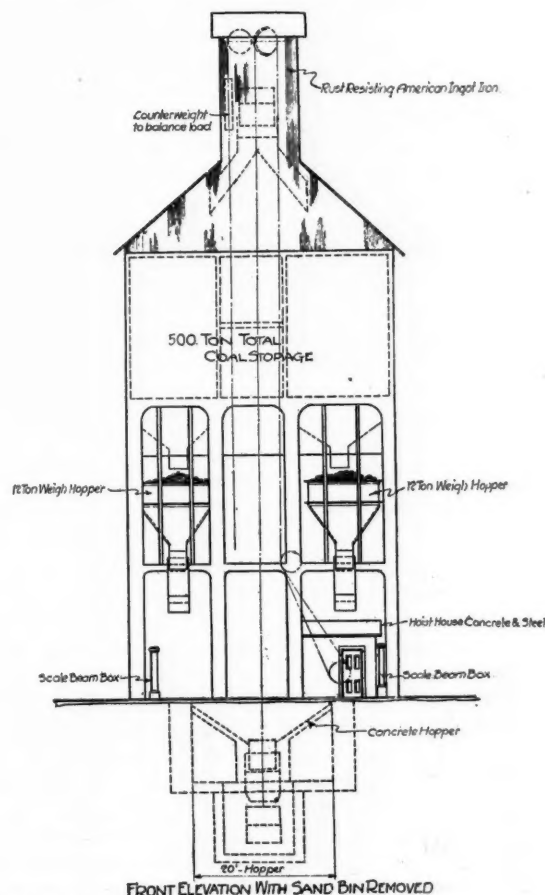 Rust Resisting American Ingot Iron.
Counterweight
to balance load
500 TON TOTAL
COAL STORAGE
12 Ton Weigh Hopper
12 Ton Weigh Hopper
Hoist House Concrete & Steel
Scale Beam Box
Scale Beam Box
Concrete Hopper
20'-Hopper
FRONT ELEVATION WITH SAND BIN REMOVED